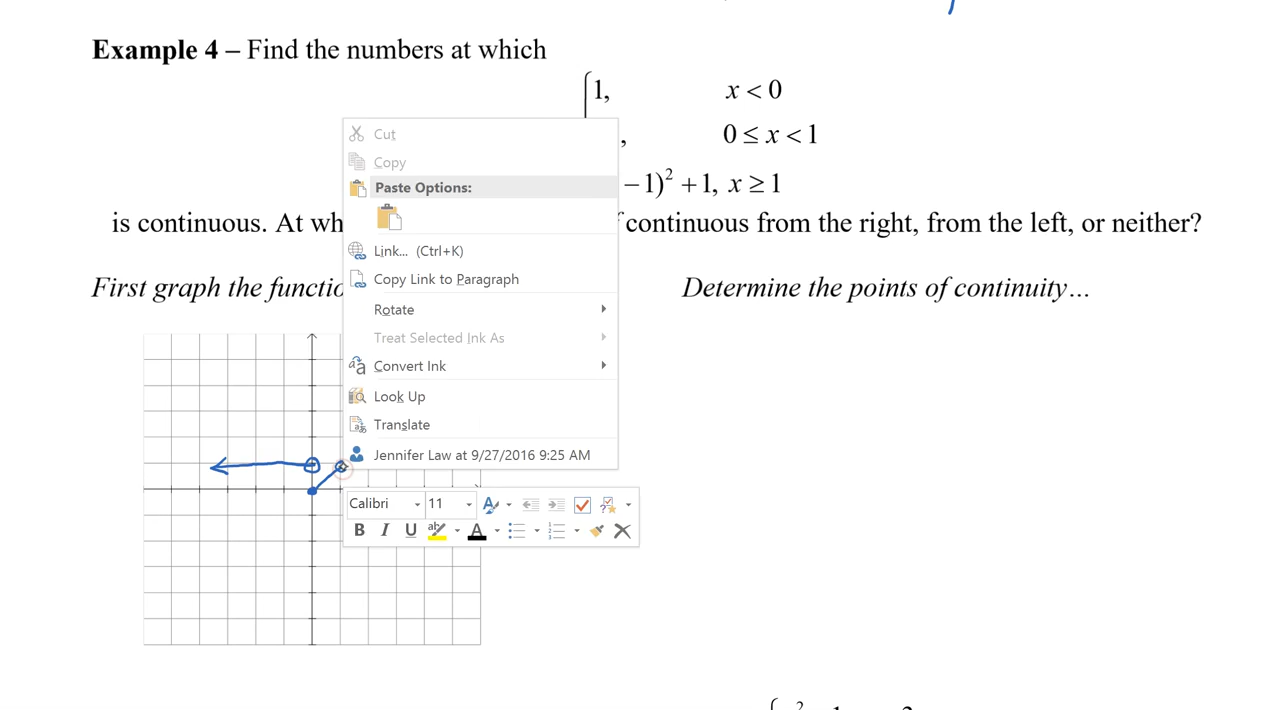 Example 4 – Find the numbers at which
1, x < 0
, 0 ≤ x < 1
− 1)² + 1, x ≥ 1
is continuous. At wh
continuous from the right, from the left, or neither?
First graph the functio
Determine the points of continuity…
Cut
Copy
Paste Options:
Link... (Ctrl+K)
Copy Link to Paragraph
Rotate
Treat Selected Ink As
Convert Ink
Look Up
Translate
Jennifer Law at 9/27/2016 9:25 AM
Calibri 11
B I U ab A